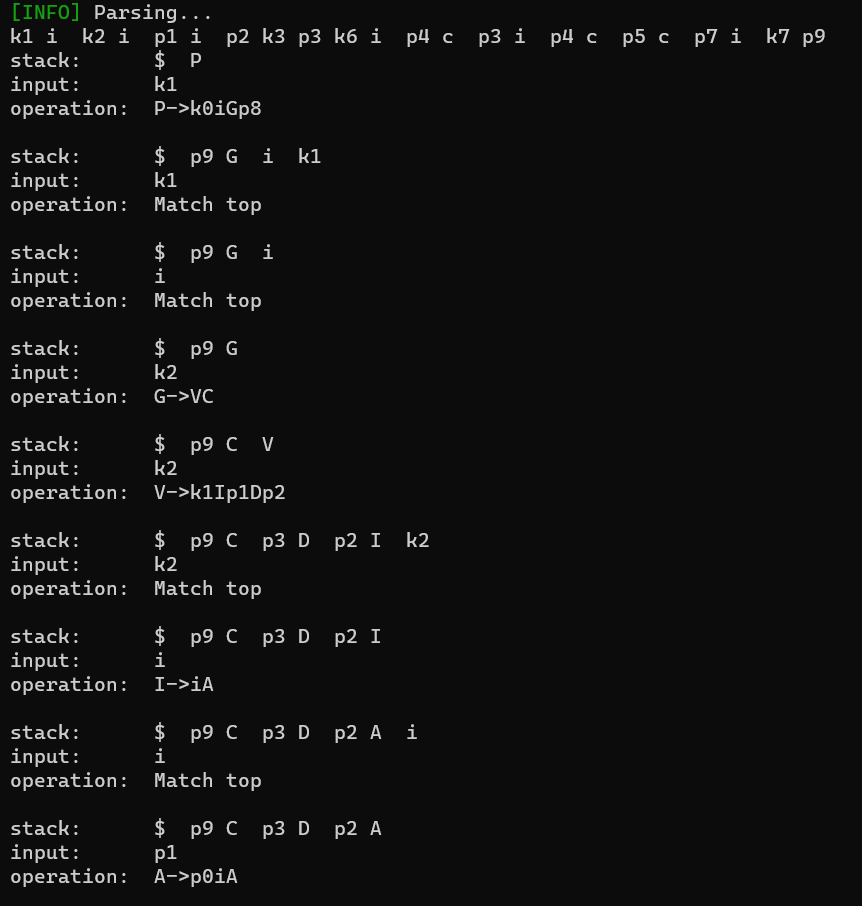 [INFO] Parsing...
k1 i  k2 i  p1 i  p2 k3 p3 k6 i  p4 c  p3 i  p4 c  p5 c  p7 i  k7 p9
stack:      $  P
input:      k1
operation:  P->k0iGp8

stack:      $  p9 G  i  k1
input:      k1
operation:  Match top

stack:      $  p9 G  i
input:      i
operation:  Match top

stack:      $  p9 G
input:      k2
operation:  G->VC

stack:      $  p9 C  V
input:      k2
operation:  V->k1Ip1Dp2

stack:      $  p9 C  p3 D  p2 I  k2
input:      k2
operation:  Match top

stack:      $  p9 C  p3 D  p2 I
input:      i
operation:  I->iA

stack:      $  p9 C  p3 D  p2 A  i
input:      i
operation:  Match top

stack:      $  p9 C  p3 D  p2 A
input:      p1
operation:  A->p0iA